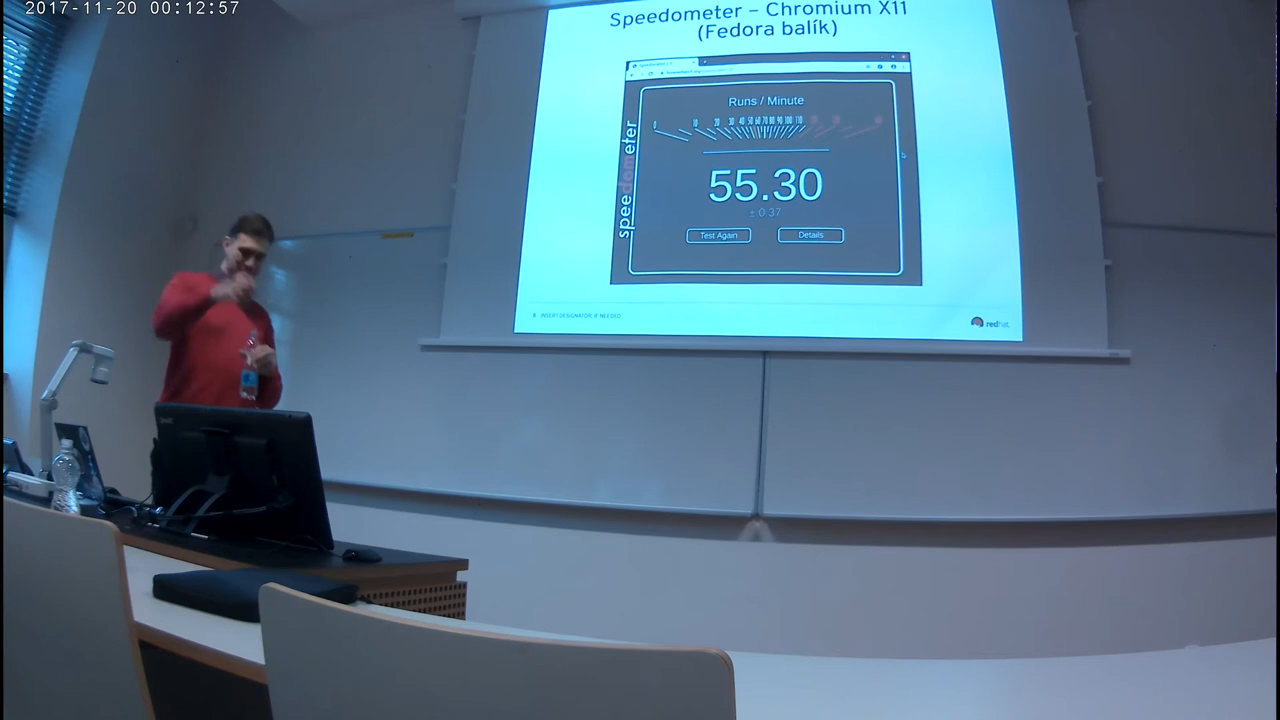 2017-11-20 00:12:57
Speedometer – Chromium X11
(Fedora balík)
Runs / Minute
0 10 20 30 40 50 60 70 80 90 100 110
speedometer
55.30
± 0.37
Test Again
Details
INSERT DESIGNATOR, IF NEEDED
redhat